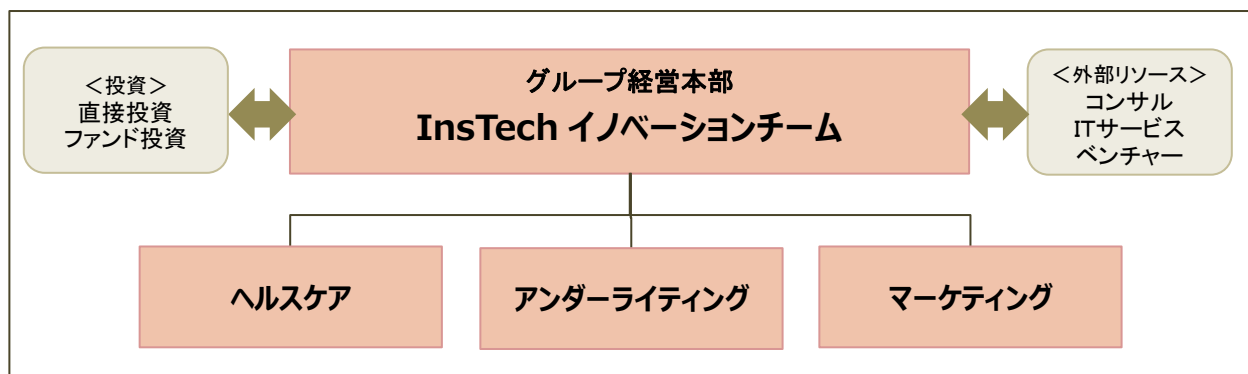 ＜投資＞
直接投資
ファンド投資
グループ経営本部
InsTech イノベーションチーム
＜外部リソース＞
コンサル
ITサービス
ベンチャー
ヘルスケア
アンダーライティング
マーケティング